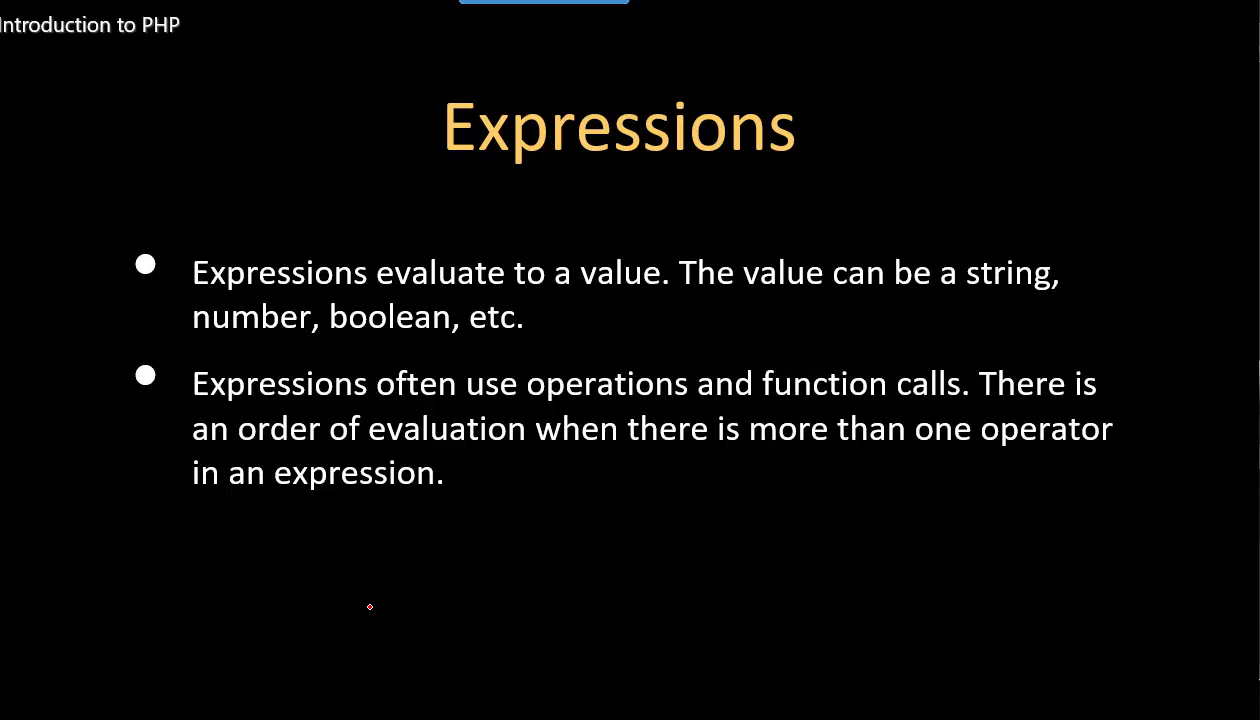 Introduction to PHP
Expressions
Expressions evaluate to a value. The value can be a string,
number, boolean, etc.
Expressions often use operations and function calls. There is
an order of evaluation when there is more than one operator
in an expression.